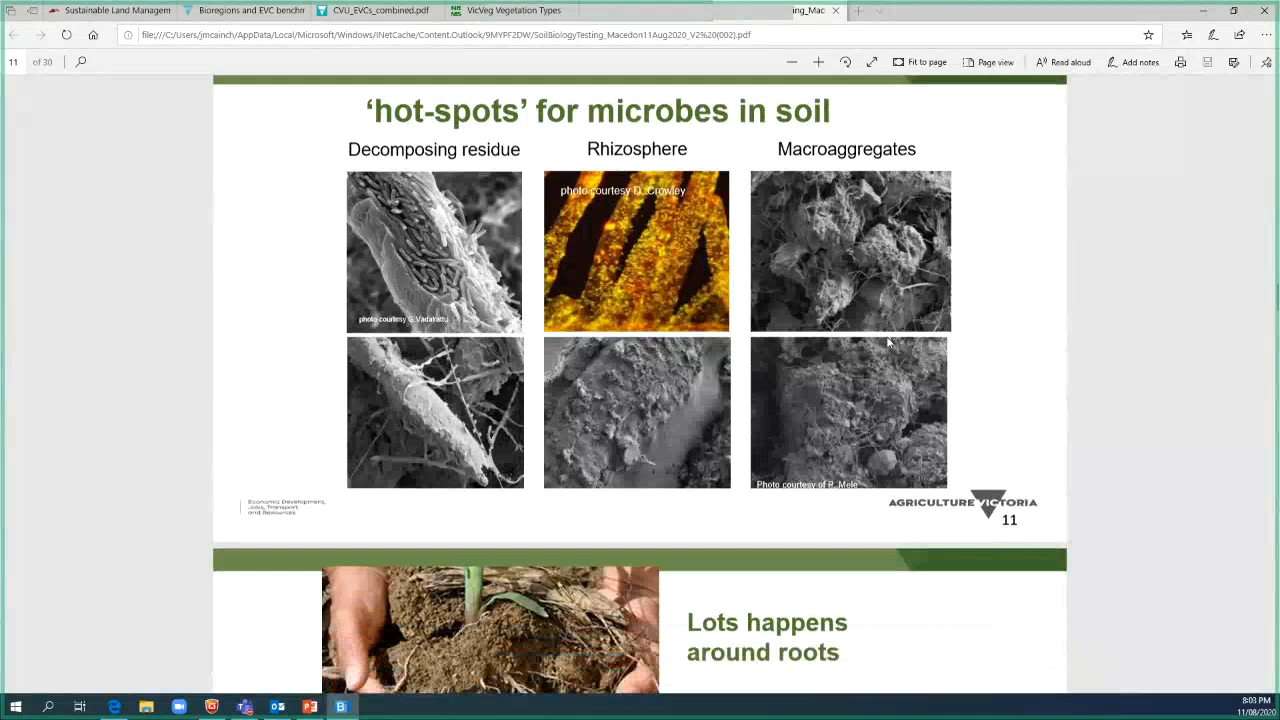 Sustainable Land Managem
Bioregions and EVC benchm
CVU_EVCs_combined.pdf
VicVeg Vegetation Types
ing_Mac
file:///C:/Users/jmcainch/AppData/Local/Microsoft/Windows/INetCache/Content.Outlook/9MYPF2DW/SoilBiologyTesting_Macedon11Aug2020_V2%20(002).pdf
11 of 30
Fit to page
Page view
Read aloud
Add notes
'hot-spots' for microbes in soil
Decomposing residue
Rhizosphere
Macroaggregates
photo courtesy D. Crowley
photo courtesy G.Vadakattu
Photo courtesy of P. Mele
Economic Development,
Jobs, Transport
and Resources
AGRICULTURE VICTORIA
11
Lots happens
around roots
8:03 PM
11/08/2020